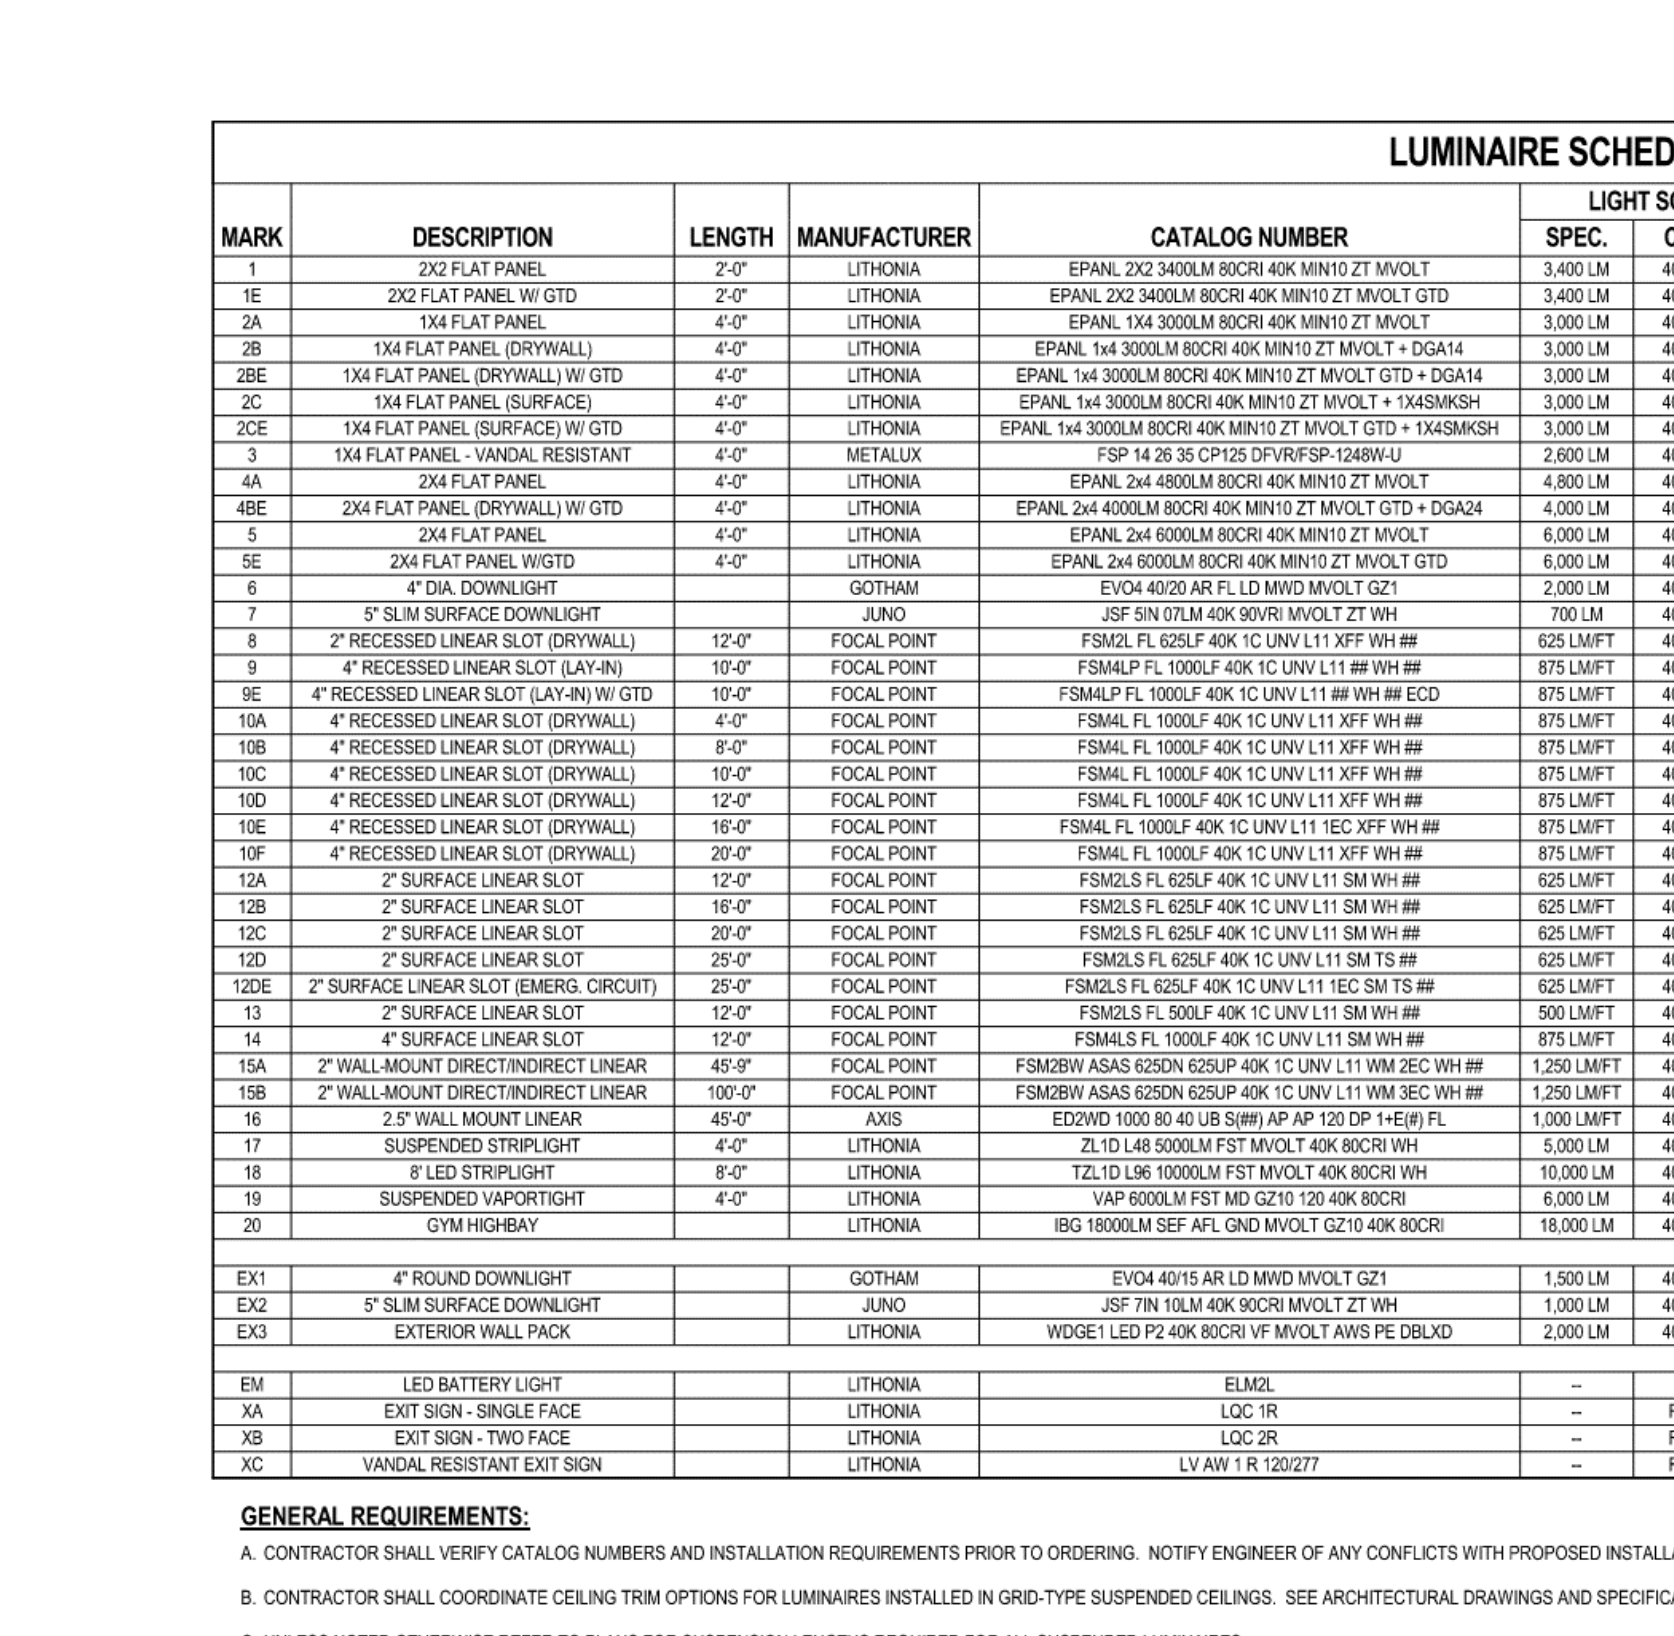 LUMINAIRE SCHED
LIGHT SO
MARK DESCRIPTION LENGTH MANUFACTURER CATALOG NUMBER SPEC. C
1 2X2 FLAT PANEL 2'-0" LITHONIA EPANL 2X2 3400LM 80CRI 40K MIN10 ZT MVOLT 3,400 LM 40
1E 2X2 FLAT PANEL W/ GTD 2'-0" LITHONIA EPANL 2X2 3400LM 80CRI 40K MIN10 ZT MVOLT GTD 3,400 LM 40
2A 1X4 FLAT PANEL 4'-0" LITHONIA EPANL 1X4 3000LM 80CRI 40K MIN10 ZT MVOLT 3,000 LM 40
2B 1X4 FLAT PANEL (DRYWALL) 4'-0" LITHONIA EPANL 1x4 3000LM 80CRI 40K MIN10 ZT MVOLT + DGA14 3,000 LM 40
2BE 1X4 FLAT PANEL (DRYWALL) W/ GTD 4'-0" LITHONIA EPANL 1x4 3000LM 80CRI 40K MIN10 ZT MVOLT GTD + DGA14 3,000 LM 40
2C 1X4 FLAT PANEL (SURFACE) 4'-0" LITHONIA EPANL 1x4 3000LM 80CRI 40K MIN10 ZT MVOLT + 1X4SMKSH 3,000 LM 40
2CE 1X4 FLAT PANEL (SURFACE) W/ GTD 4'-0" LITHONIA EPANL 1x4 3000LM 80CRI 40K MIN10 ZT MVOLT GTD + 1X4SMKSH 3,000 LM 40
3 1X4 FLAT PANEL - VANDAL RESISTANT 4'-0" METALUX FSP 14 26 35 CP125 DFVR/FSP-1248W-U 2,600 LM 40
4A 2X4 FLAT PANEL 4'-0" LITHONIA EPANL 2x4 4800LM 80CRI 40K MIN10 ZT MVOLT 4,800 LM 40
4BE 2X4 FLAT PANEL (DRYWALL) W/ GTD 4'-0" LITHONIA EPANL 2x4 4000LM 80CRI 40K MIN10 ZT MVOLT GTD + DGA24 4,000 LM 40
5 2X4 FLAT PANEL 4'-0" LITHONIA EPANL 2x4 6000LM 80CRI 40K MIN10 ZT MVOLT 6,000 LM 40
5E 2X4 FLAT PANEL W/GTD 4'-0" LITHONIA EPANL 2x4 6000LM 80CRI 40K MIN10 ZT MVOLT GTD 6,000 LM 40
6 4" DIA. DOWNLIGHT GOTHAM EVO4 40/20 AR FL LD MWD MVOLT GZ1 2,000 LM 40
7 5" SLIM SURFACE DOWNLIGHT JUNO JSF 5IN 07LM 40K 90VRI MVOLT ZT WH 700 LM 40
8 2" RECESSED LINEAR SLOT (DRYWALL) 12'-0" FOCAL POINT FSM2L FL 625LF 40K 1C UNV L11 XFF WH ## 625 LM/FT 40
9 4" RECESSED LINEAR SLOT (LAY-IN) 10'-0" FOCAL POINT FSM4LP FL 1000LF 40K 1C UNV L11 ## WH ## 875 LM/FT 40
9E 4" RECESSED LINEAR SLOT (LAY-IN) W/ GTD 10'-0" FOCAL POINT FSM4LP FL 1000LF 40K 1C UNV L11 ## WH ## ECD 875 LM/FT 40
10A 4" RECESSED LINEAR SLOT (DRYWALL) 4'-0" FOCAL POINT FSM4L FL 1000LF 40K 1C UNV L11 XFF WH ## 875 LM/FT 40
10B 4" RECESSED LINEAR SLOT (DRYWALL) 8'-0" FOCAL POINT FSM4L FL 1000LF 40K 1C UNV L11 XFF WH ## 875 LM/FT 40
10C 4" RECESSED LINEAR SLOT (DRYWALL) 10'-0" FOCAL POINT FSM4L FL 1000LF 40K 1C UNV L11 XFF WH ## 875 LM/FT 40
10D 4" RECESSED LINEAR SLOT (DRYWALL) 12'-0" FOCAL POINT FSM4L FL 1000LF 40K 1C UNV L11 XFF WH ## 875 LM/FT 40
10E 4" RECESSED LINEAR SLOT (DRYWALL) 16'-0" FOCAL POINT FSM4L FL 1000LF 40K 1C UNV L11 1EC XFF WH ## 875 LM/FT 40
10F 4" RECESSED LINEAR SLOT (DRYWALL) 20'-0" FOCAL POINT FSM4L FL 1000LF 40K 1C UNV L11 XFF WH ## 875 LM/FT 40
12A 2" SURFACE LINEAR SLOT 12'-0" FOCAL POINT FSM2LS FL 625LF 40K 1C UNV L11 SM WH ## 625 LM/FT 40
12B 2" SURFACE LINEAR SLOT 16'-0" FOCAL POINT FSM2LS FL 625LF 40K 1C UNV L11 SM WH ## 625 LM/FT 40
12C 2" SURFACE LINEAR SLOT 20'-0" FOCAL POINT FSM2LS FL 625LF 40K 1C UNV L11 SM WH ## 625 LM/FT 40
12D 2" SURFACE LINEAR SLOT 25'-0" FOCAL POINT FSM2LS FL 625LF 40K 1C UNV L11 SM TS ## 625 LM/FT 40
12DE 2" SURFACE LINEAR SLOT (EMERG. CIRCUIT) 25'-0" FOCAL POINT FSM2LS FL 625LF 40K 1C UNV L11 1EC SM TS ## 625 LM/FT 40
13 2" SURFACE LINEAR SLOT 12'-0" FOCAL POINT FSM2LS FL 500LF 40K 1C UNV L11 SM WH ## 500 LM/FT 40
14 4" SURFACE LINEAR SLOT 12'-0" FOCAL POINT FSM4LS FL 1000LF 40K 1C UNV L11 SM WH ## 875 LM/FT 40
15A 2" WALL-MOUNT DIRECT/INDIRECT LINEAR 45'-9" FOCAL POINT FSM2BW ASAS 625DN 625UP 40K 1C UNV L11 WM 2EC WH ## 1,250 LM/FT 40
15B 2" WALL-MOUNT DIRECT/INDIRECT LINEAR 100'-0" FOCAL POINT FSM2BW ASAS 625DN 625UP 40K 1C UNV L11 WM 3EC WH ## 1,250 LM/FT 40
16 2.5" WALL MOUNT LINEAR 45'-0" AXIS ED2WD 1000 80 40 UB S(##) AP AP 120 DP 1+E(#) FL 1,000 LM/FT 40
17 SUSPENDED STRIPLIGHT 4'-0" LITHONIA ZL1D L48 5000LM FST MVOLT 40K 80CRI WH 5,000 LM 40
18 8' LED STRIPLIGHT 8'-0" LITHONIA TZL1D L96 10000LM FST MVOLT 40K 80CRI WH 10,000 LM 40
19 SUSPENDED VAPORTIGHT 4'-0" LITHONIA VAP 6000LM FST MD GZ10 120 40K 80CRI 6,000 LM 40
20 GYM HIGHBAY LITHONIA IBG 18000LM SEF AFL GND MVOLT GZ10 40K 80CRI 18,000 LM 40
EX1 4" ROUND DOWNLIGHT GOTHAM EVO4 40/15 AR LD MWD MVOLT GZ1 1,500 LM 40
EX2 5" SLIM SURFACE DOWNLIGHT JUNO JSF 7IN 10LM 40K 90CRI MVOLT ZT WH 1,000 LM 40
EX3 EXTERIOR WALL PACK LITHONIA WDGE1 LED P2 40K 80CRI VF MVOLT AWS PE DBLXD 2,000 LM 40
EM LED BATTERY LIGHT LITHONIA ELM2L --
XA EXIT SIGN - SINGLE FACE LITHONIA LQC 1R --
XB EXIT SIGN - TWO FACE LITHONIA LQC 2R --
XC VANDAL RESISTANT EXIT SIGN LITHONIA LV AW 1 R 120/277 --
GENERAL REQUIREMENTS:
A. CONTRACTOR SHALL VERIFY CATALOG NUMBERS AND INSTALLATION REQUIREMENTS PRIOR TO ORDERING. NOTIFY ENGINEER OF ANY CONFLICTS WITH PROPOSED INSTALLA
B. CONTRACTOR SHALL COORDINATE CEILING TRIM OPTIONS FOR LUMINAIRES INSTALLED IN GRID-TYPE SUSPENDED CEILINGS. SEE ARCHITECTURAL DRAWINGS AND SPECIFICA